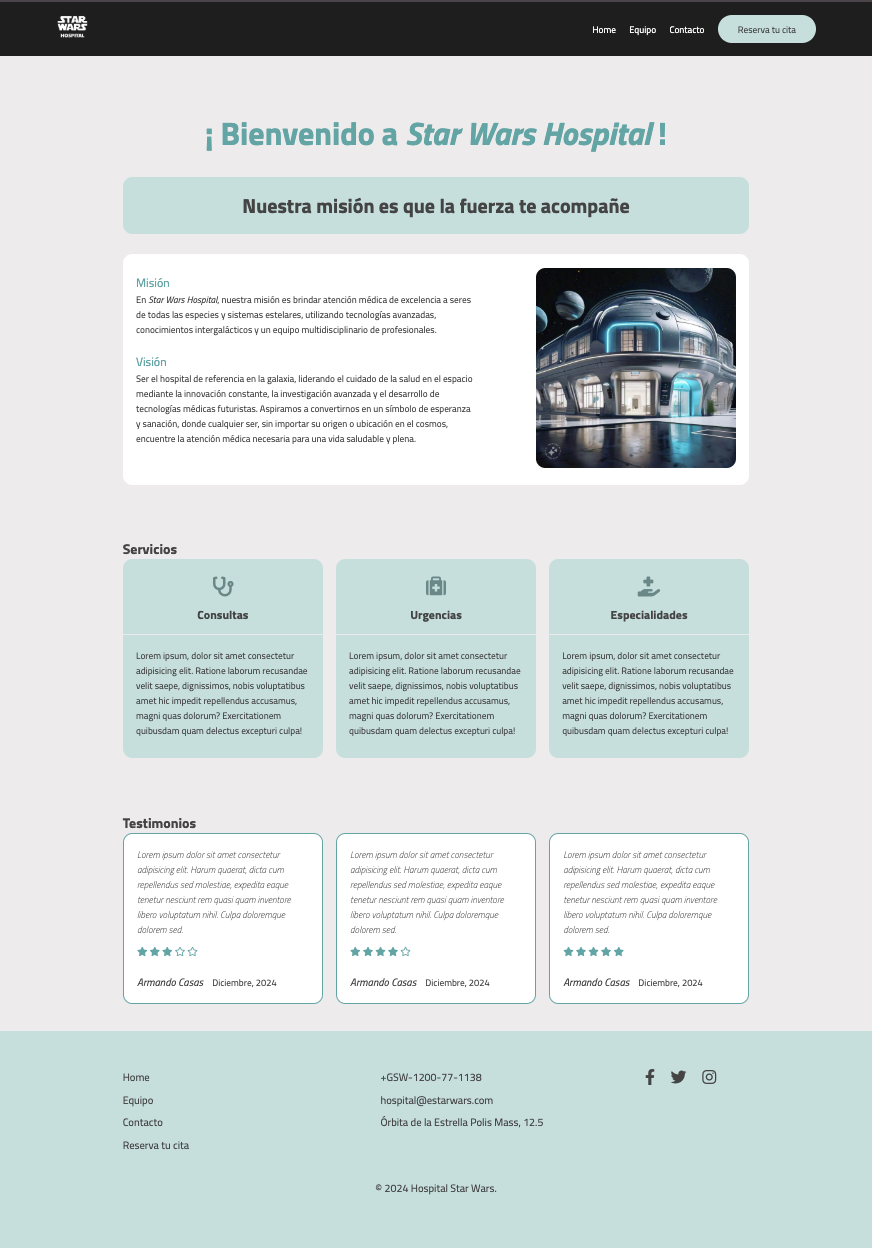 STAR
WARS
HOSPITAL
Home Equipo Contacto Reserva tu cita
¡ Bienvenido a Star Wars Hospital !
Nuestra misión es que la fuerza te acompañe
Misión
En Star Wars Hospital, nuestra misión es brindar atención médica de excelencia a seres
de todas las especies y sistemas estelares, utilizando tecnologías avanzadas,
conocimientos intergalácticos y un equipo multidisciplinario de profesionales.
Visión
Ser el hospital de referencia en la galaxia, liderando el cuidado de la salud en el espacio
mediante la innovación constante, la investigación avanzada y el desarrollo de
tecnologías médicas futuristas. Aspiramos a convertirnos en un símbolo de esperanza
y sanación, donde cualquier ser, sin importar su origen o ubicación en el cosmos,
encuentre la atención médica necesaria para una vida saludable y plena.
Servicios
Consultas
Lorem ipsum, dolor sit amet consectetur
adipisicing elit. Ratione laborum recusandae
velit saepe, dignissimos, nobis voluptatibus
amet hic impedit repellendus accusamus,
magni quas dolorum? Exercitationem
quibusdam quam delectus excepturi culpa!
Urgencias
Lorem ipsum, dolor sit amet consectetur
adipisicing elit. Ratione laborum recusandae
velit saepe, dignissimos, nobis voluptatibus
amet hic impedit repellendus accusamus,
magni quas dolorum? Exercitationem
quibusdam quam delectus excepturi culpa!
Especialidades
Lorem ipsum, dolor sit amet consectetur
adipisicing elit. Ratione laborum recusandae
velit saepe, dignissimos, nobis voluptatibus
amet hic impedit repellendus accusamus,
magni quas dolorum? Exercitationem
quibusdam quam delectus excepturi culpa!
Testimonios
Lorem ipsum dolor sit amet consectetur
adipisicing elit. Harum quaerat, dicta cum
repellendus sed molestiae, expedita eaque
tenetur nesciunt rem quasi quam inventore
libero voluptatum nihil. Culpa doloremque
dolorem sed.
Armando Casas Diciembre, 2024
Lorem ipsum dolor sit amet consectetur
adipisicing elit. Harum quaerat, dicta cum
repellendus sed molestiae, expedita eaque
tenetur nesciunt rem quasi quam inventore
libero voluptatum nihil. Culpa doloremque
dolorem sed.
Armando Casas Diciembre, 2024
Lorem ipsum dolor sit amet consectetur
adipisicing elit. Harum quaerat, dicta cum
repellendus sed molestiae, expedita eaque
tenetur nesciunt rem quasi quam inventore
libero voluptatum nihil. Culpa doloremque
dolorem sed.
Armando Casas Diciembre, 2024
Home
Equipo
Contacto
Reserva tu cita
+GSW-1200-77-1138
hospital@estarwars.com
Órbita de la Estrella Polis Mass, 12.5
© 2024 Hospital Star Wars.